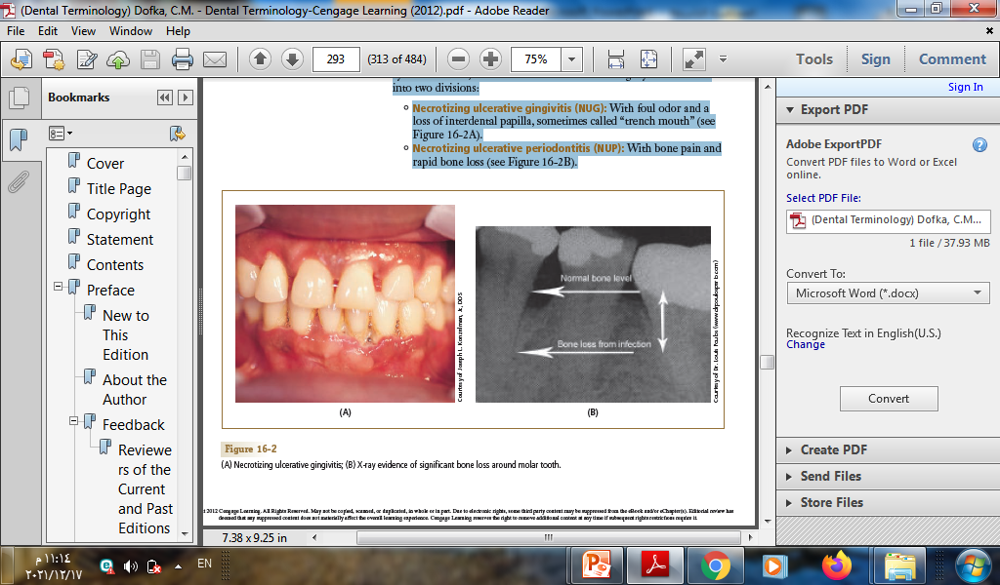 (Dental Terminology) Dofka, C.M. - Dental Terminology-Cengage Learning (2012).pdf - Adobe Reader
File Edit View Window Help
293 (313 of 484) 75% Tools Sign Comment
Sign In
Bookmarks
Cover
Title Page
Copyright
Statement
Contents
Preface
New to
This
Edition
About the
Author
Feedback
Reviewe
rs of the
Current
and Past
Editions
into two divisions:
Necrotizing ulcerative gingivitis (NUG): With foul odor and a
loss of interdental papilla, sometimes called “trench mouth” (see
Figure 16-2A).
Necrotizing ulcerative periodontitis (NUP): With bone pain and
rapid bone loss (see Figure 16-2B).
Courtesy of Joseph L. Konzelman, Jr., DDS
Normal bone level
Bone loss from infection
(A)
(B)
Figure 16-2
(A) Necrotizing ulcerative gingivitis; (B) X-ray evidence of significant bone loss around molar tooth.
2012 Cengage Learning. All Rights Reserved. May not be copied, scanned, or duplicated, in whole or in part. Due to electronic rights, some third party content may be suppressed from the eBook and/or eChapter(s). Editorial review has
deemed that any suppressed content does not materially affect the overall learning experience. Cengage Learning reserves the right to remove additional content at any time if subsequent rights restrictions require it.
7.38 x 9.25 in
Export PDF
Adobe ExportPDF
Convert PDF files to Word or Excel
online.
Select PDF File:
(Dental Terminology) Dofka, C.M...
1 file / 37.93 MB
Convert To:
Microsoft Word (*.docx)
Recognize Text in English(U.S.)
Change
Convert
Create PDF
Send Files
Store Files
EN
١١:١٤ م
٢٠٢١/١٢/١٧